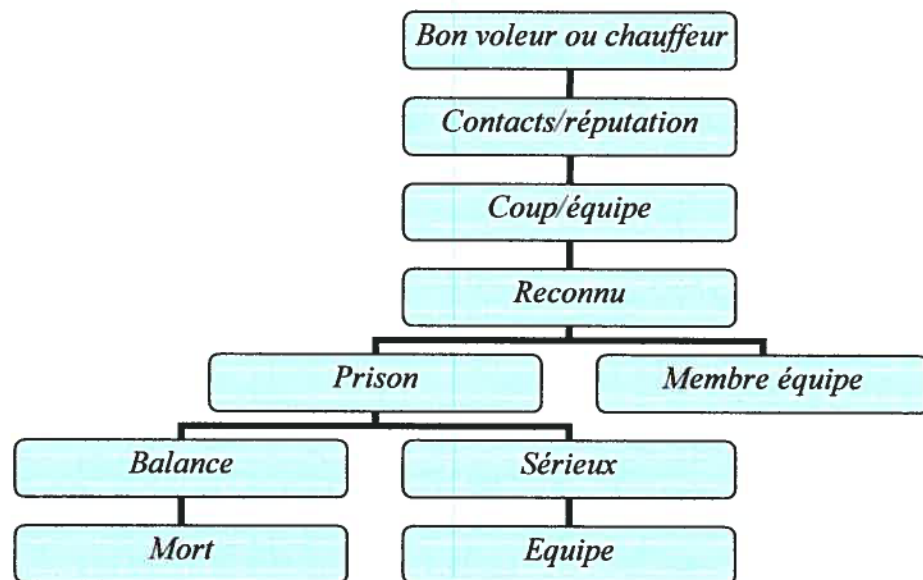 Bon voleur ou chauffeur
Contacts/réputation
Coup/équipe
Reconnu
Prison
Membre équipe
Balance
Sérieux
Mort
Equipe